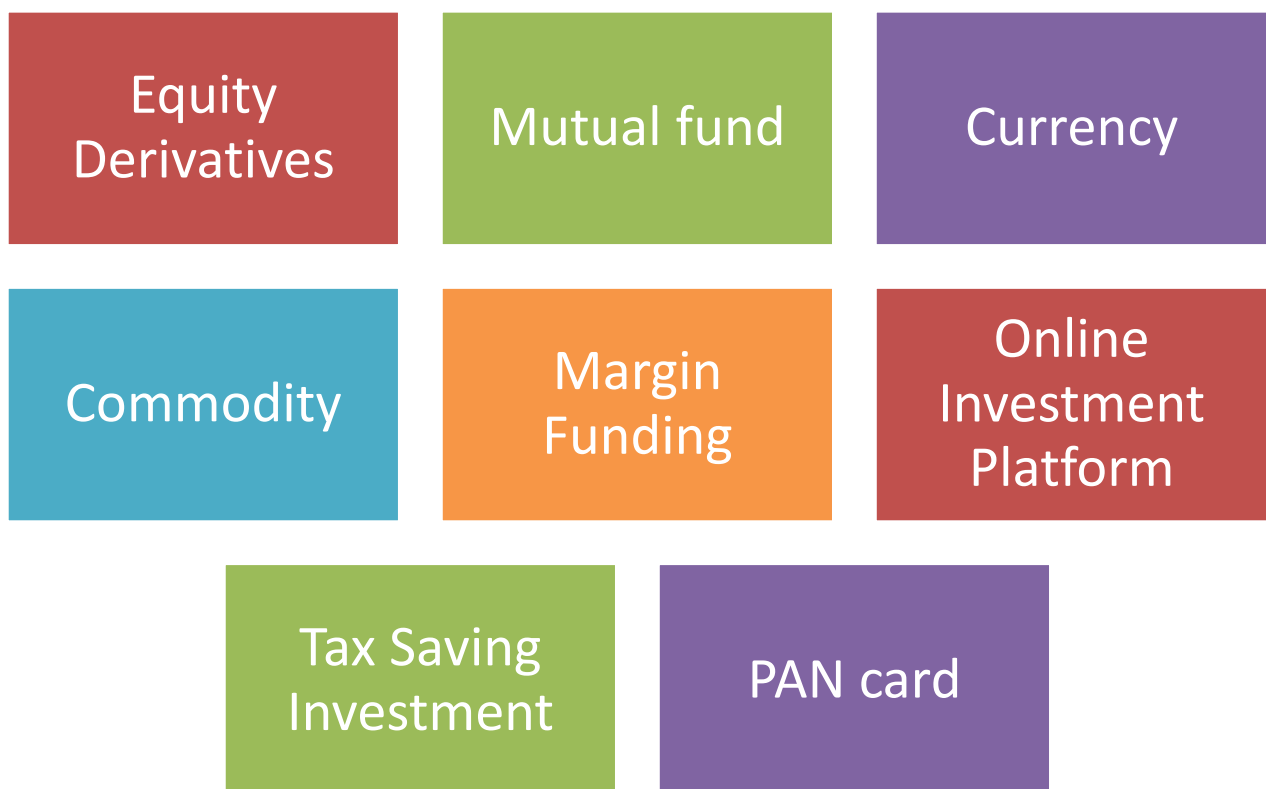 Equity
Derivatives
Mutual fund
Currency
Commodity
Margin
Funding
Online
Investment
Platform
Tax Saving
Investment
PAN card